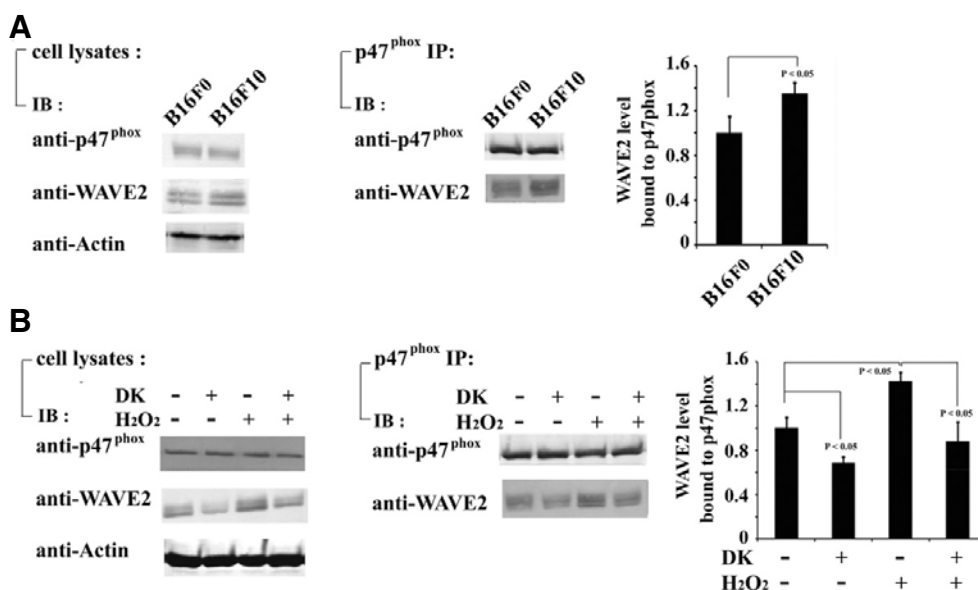 A
cell lysates :
IB :
B16F0 B16F10
anti-p47phox
anti-WAVE2
anti-Actin
p47phox IP:
IB :
B16F0 B16F10
anti-p47phox
anti-WAVE2
WAVE2 level
bound to p47phox
1.6
1.2
0.8
0.4
0
P < 0.05
B16F0 B16F10
B
cell lysates :
DK - + - +
IB : H2O2 - - + +
anti-p47phox
anti-WAVE2
anti-Actin
p47phox IP:
DK - + - +
IB : H2O2 - - + +
anti-p47phox
anti-WAVE2
WAVE2 level
bound to p47phox
1.6
1.2
0.8
0.4
0
P < 0.05
P < 0.05
P < 0.05
DK - + - +
H2O2 - - + +